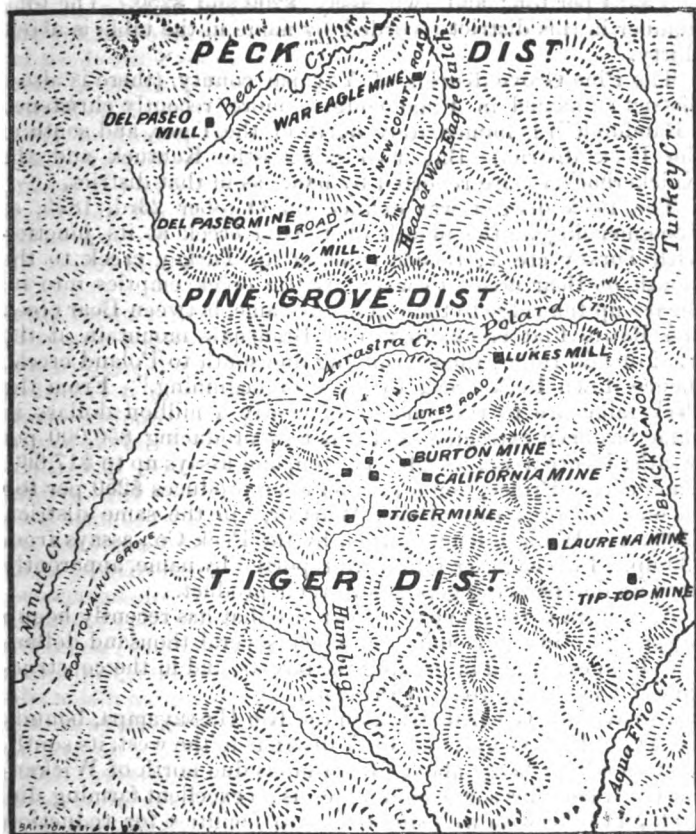 PECK DIST.
Bear Cr.
WAR EAGLE MINE
NEW COUNTY ROAD
Head of War Eagle Gulch
Turkey Cr.
DEL PASEO
MILL
DEL PASEO MINE
ROAD
MILL
PINE GROVE DIST.
Arrastra Cr.
Polard Cr.
LUKES MILL
LUKES ROAD
BLACK CANON
BURTON MINE
CALIFORNIA MINE
TIGER MINE
LAURENA MINE
TIGER DIST.
TIP-TOP MINE
Minute Cr.
ROAD TO WALNUT GROVE
Humbug Cr.
Aqua Frio Cr.